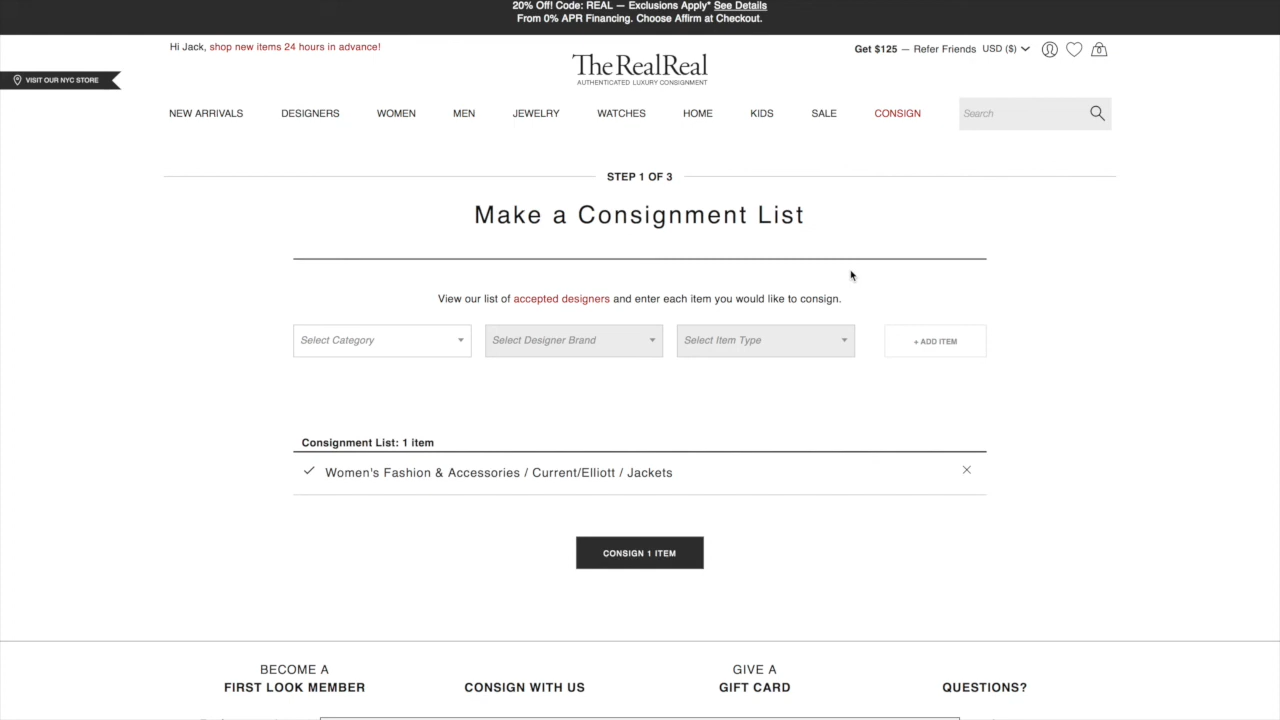 20% Off! Code: REAL — Exclusions Apply* See Details
From 0% APR Financing. Choose Affirm at Checkout.
Hi Jack, shop new items 24 hours in advance!
Get $125 — Refer Friends USD ($)
VISIT OUR NYC STORE
The RealReal
AUTHENTICATED LUXURY CONSIGNMENT
NEW ARRIVALS DESIGNERS WOMEN MEN JEWELRY WATCHES HOME KIDS SALE CONSIGN Search
STEP 1 OF 3
Make a Consignment List
View our list of accepted designers and enter each item you would like to consign.
Select Category Select Designer Brand Select Item Type + ADD ITEM
Consignment List: 1 item
Women's Fashion & Accessories / Current/Elliott / Jackets
CONSIGN 1 ITEM
BECOME A
FIRST LOOK MEMBER
CONSIGN WITH US
GIVE A
GIFT CARD
QUESTIONS?